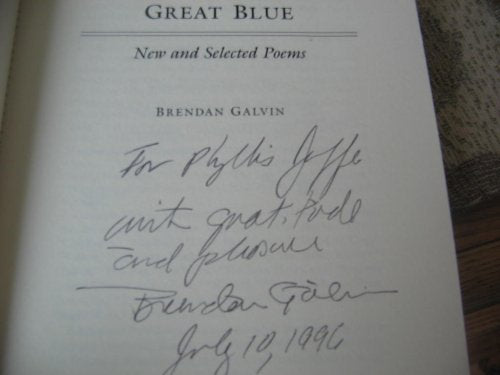 GREAT BLUE
New and Selected Poems
BRENDAN GALVIN
For Phyllis Joffe
with gratitude
and pleasure
Brendan Galvin
July 10, 1996